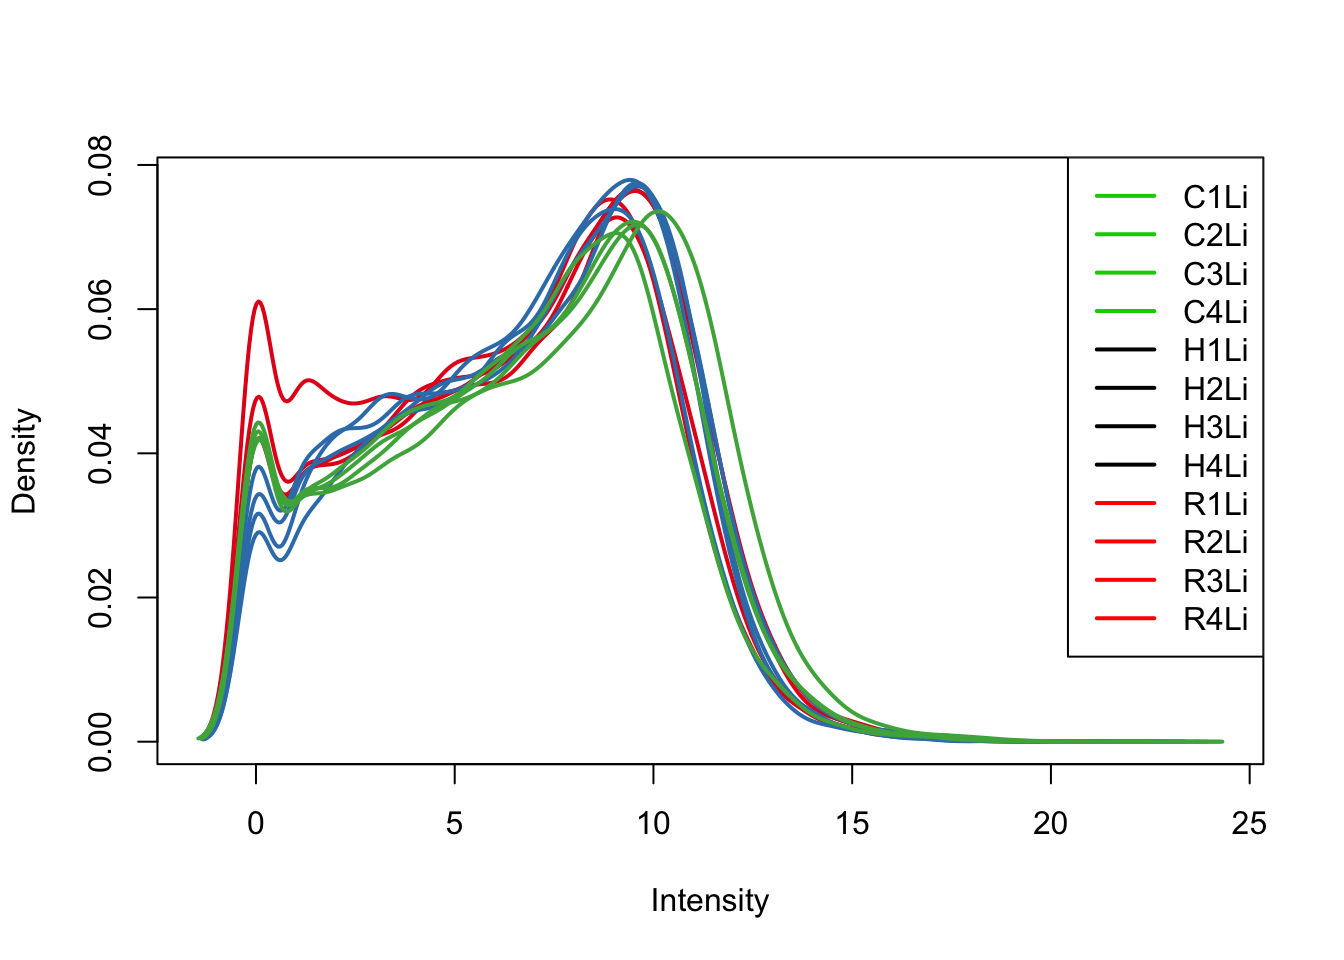 0.08
0.06
0.04
0.02
0.00
Density
0
5
10
15
20
25
Intensity
C1Li
C2Li
C3Li
C4Li
H1Li
H2Li
H3Li
H4Li
R1Li
R2Li
R3Li
R4Li